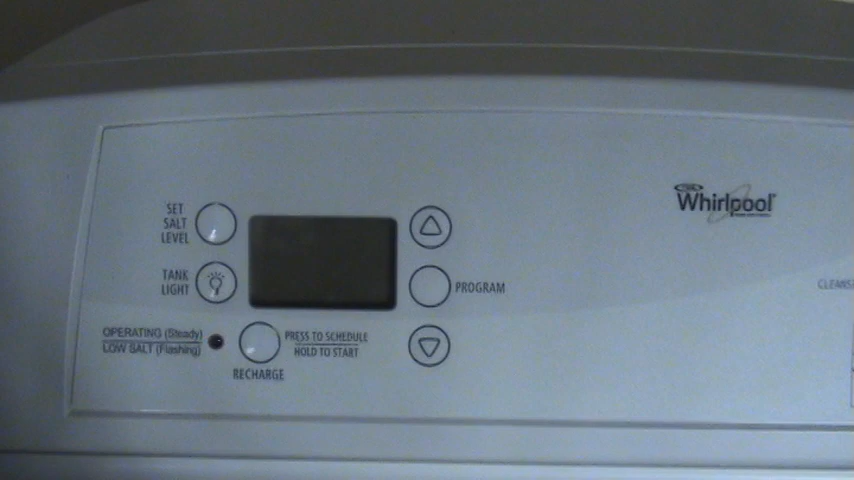 SET
SALT
LEVEL
Whirlpool
TANK
LIGHT
PROGRAM
OPERATING (Steady)
LOW SALT (Flashing)
PRESS TO SCHEDULE
HOLD TO START
RECHARGE